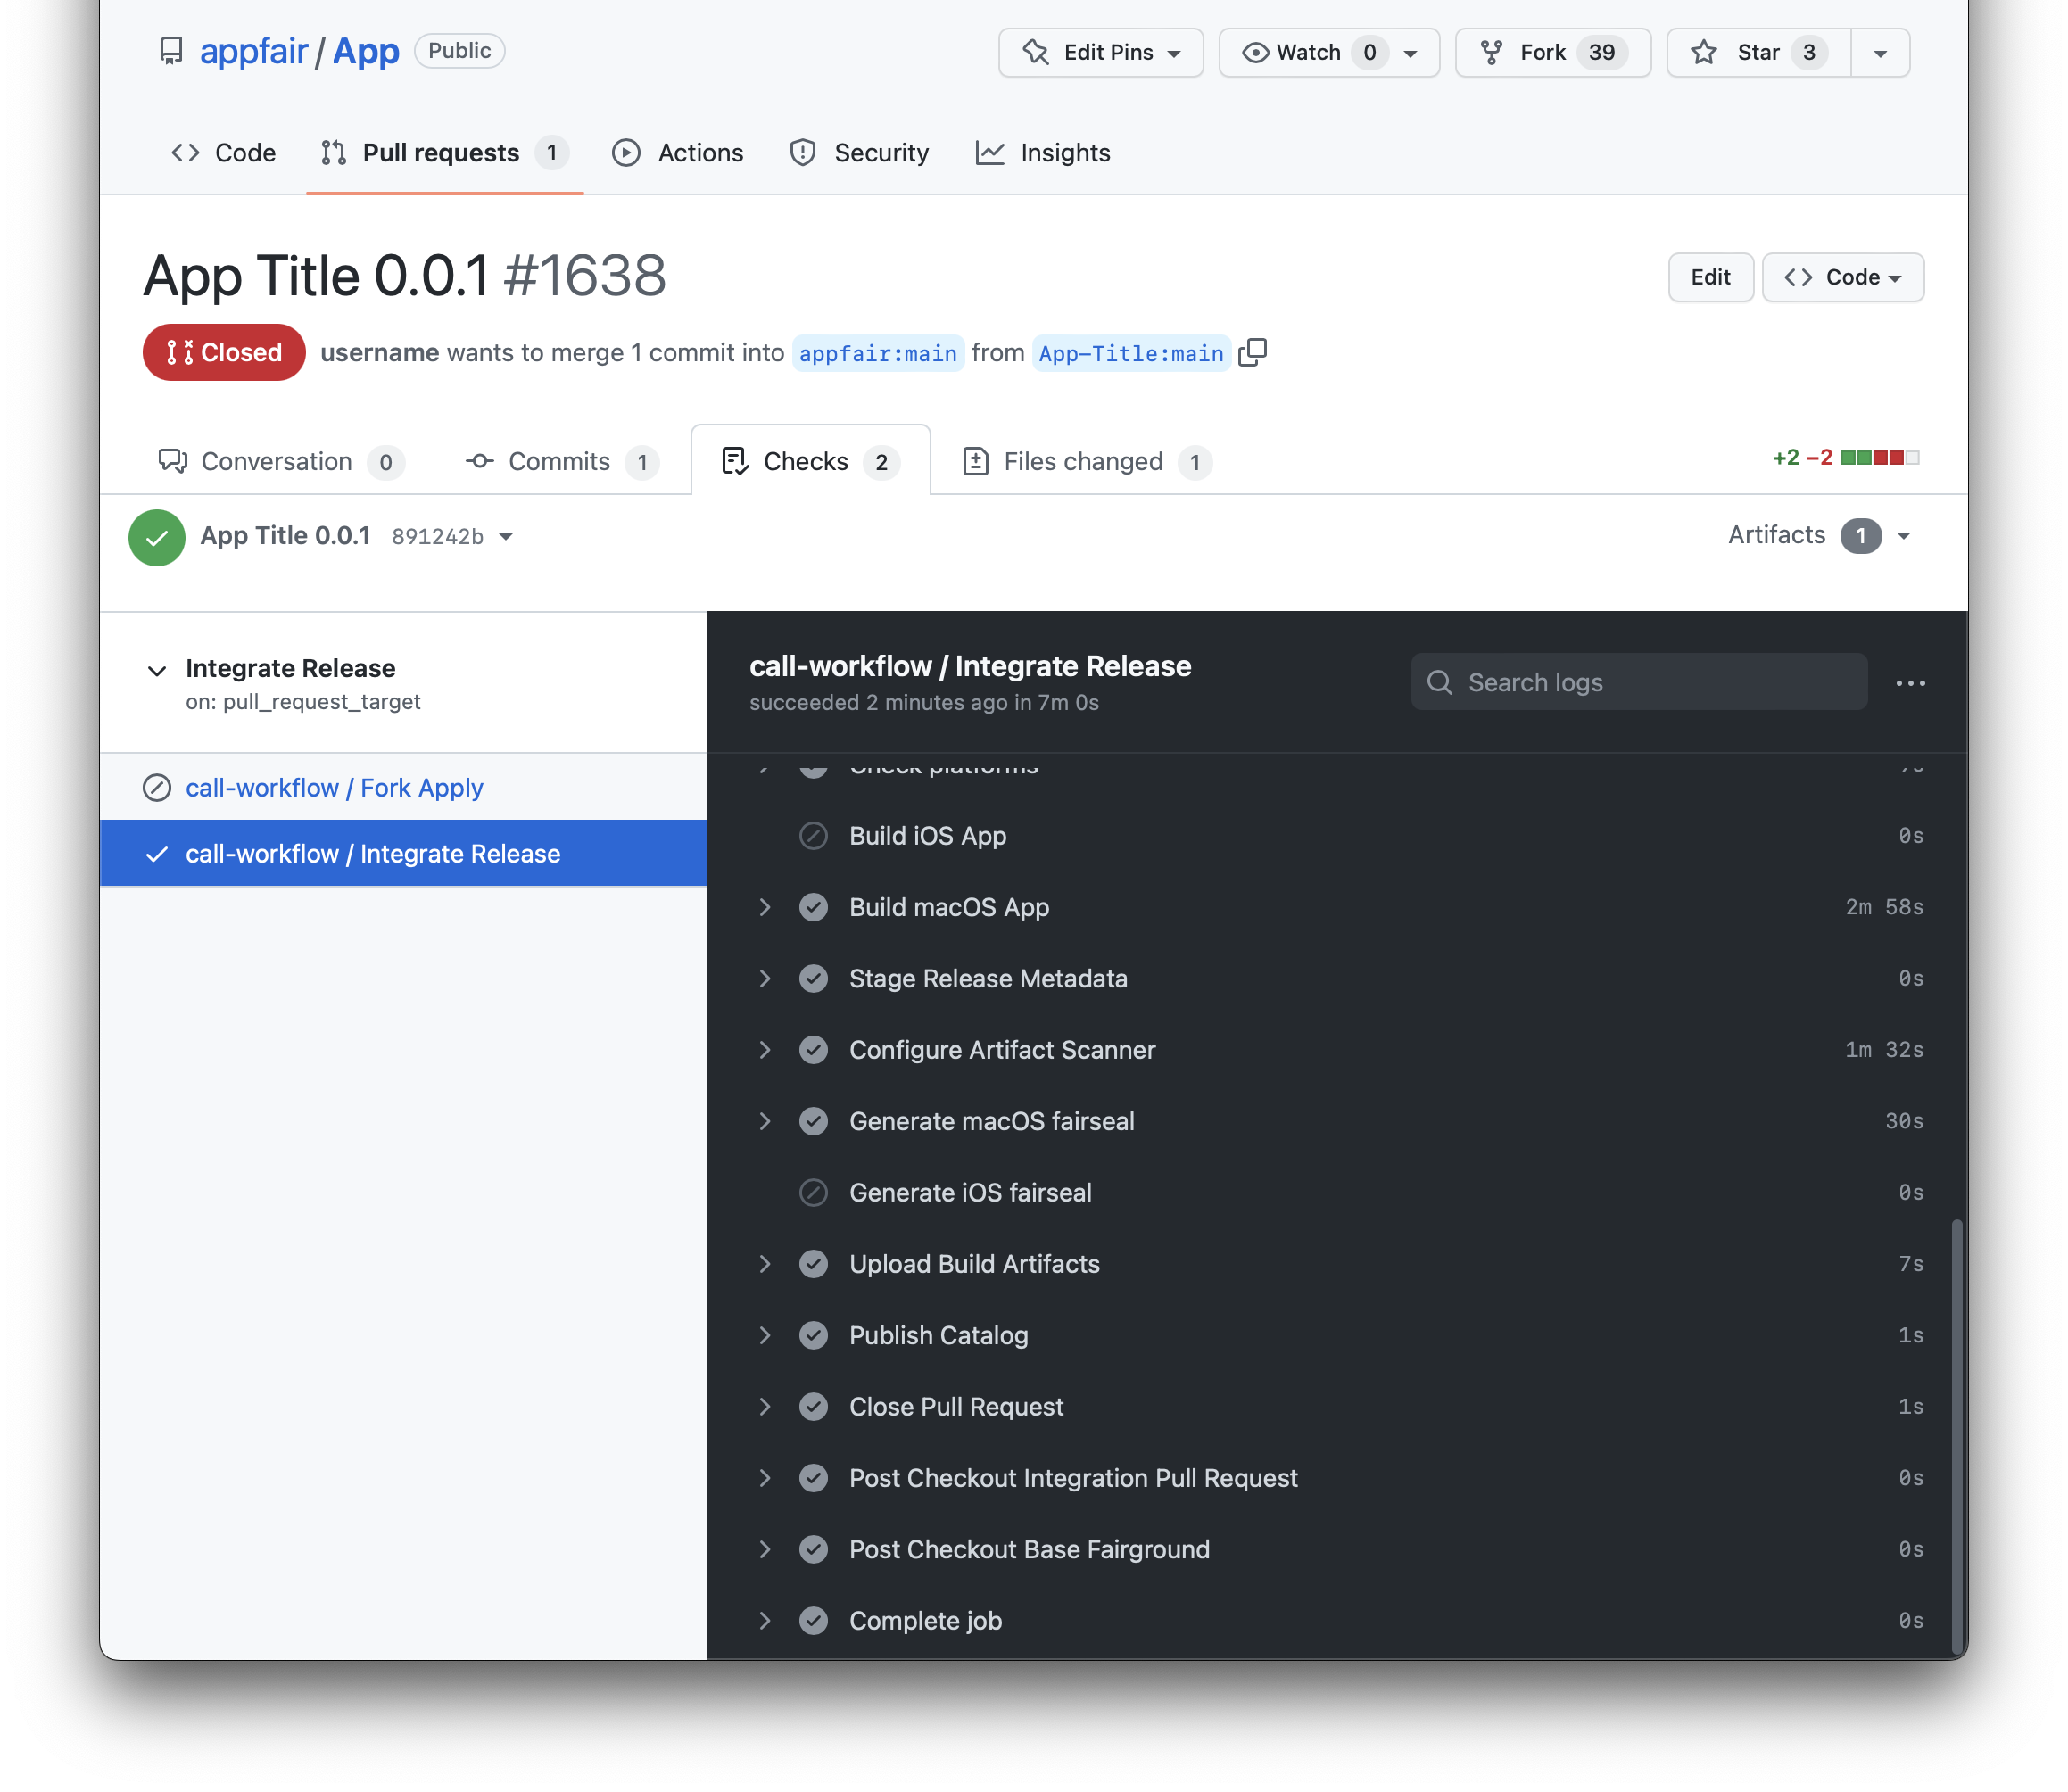 appfair / App Public Edit Pins Watch 0 Fork 39 Star 3
Code Pull requests 1 Actions Security Insights
App Title 0.0.1 #1638 Edit Code
Closed username wants to merge 1 commit into appfair:main from App-Title:main
Conversation 0 Commits 1 Checks 2 Files changed 1 +2 −2
App Title 0.0.1 891242b Artifacts 1
Integrate Release
on: pull_request_target
call-workflow / Fork Apply
call-workflow / Integrate Release
call-workflow / Integrate Release Search logs
succeeded 2 minutes ago in 7m 0s
Check platforms
Build iOS App 0s
Build macOS App 2m 58s
Stage Release Metadata 0s
Configure Artifact Scanner 1m 32s
Generate macOS fairseal 30s
Generate iOS fairseal 0s
Upload Build Artifacts 7s
Publish Catalog 1s
Close Pull Request 1s
Post Checkout Integration Pull Request 0s
Post Checkout Base Fairground 0s
Complete job 0s